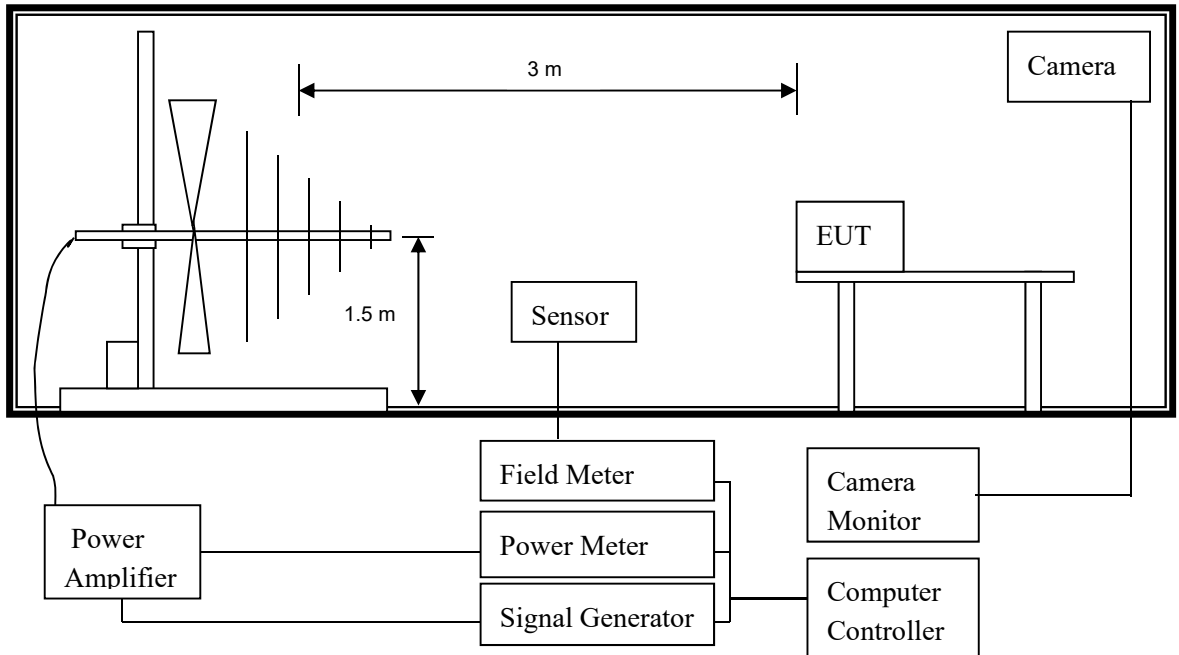 3 m
Camera
EUT
1.5 m
Sensor
Field Meter
Camera
Monitor
Power
Amplifier
Power Meter
Signal Generator
Computer
Controller